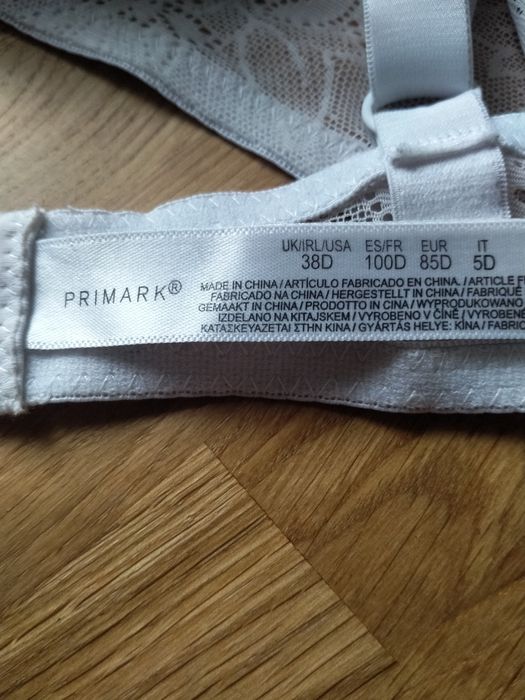 PRIMARK®
UK/IRL/USA ES/FR EUR IT
38D 100D 85D 5D
MADE IN CHINA / ARTÍCULO FABRICADO EN CHINA. / ARTICLE
FABRICADO NA CHINA / HERGESTELLT IN CHINA / FABRIQUÉ
GEMAAKT IN CHINA / PRODOTTO IN CINA / WYPRODUKOWANO
IZDELANO NA KITAJSKEM / VYROBENO V ČÍNĚ / VYROBENÉ
ΚΑΤΑΣΚΕΥΑΖΕΤΑΙ ΣΤΗΝ ΚΙΝΑ / GYÁRTÁS HELYE: KÍNA /